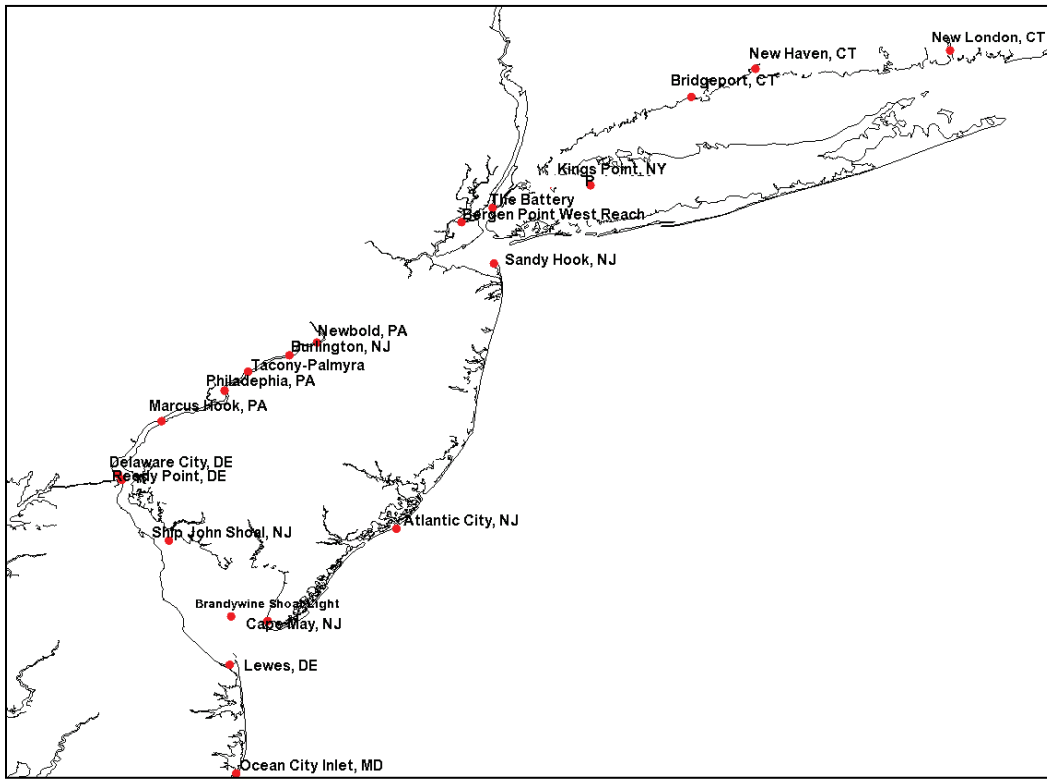 New London, CT
New Haven, CT
Bridgeport, CT
Kings Point, NY
The Battery
Bergen Point West Reach
Sandy Hook, NJ
Newbold, PA
Burlington, NJ
Tacony-Palmyra
Philadephia, PA
Marcus Hook, PA
Delaware City, DE
Reedy Point, DE
Atlantic City, NJ
Ship John Shoal, NJ
Brandywine Shoal Light
Cape May, NJ
Lewes, DE
Ocean City Inlet, MD